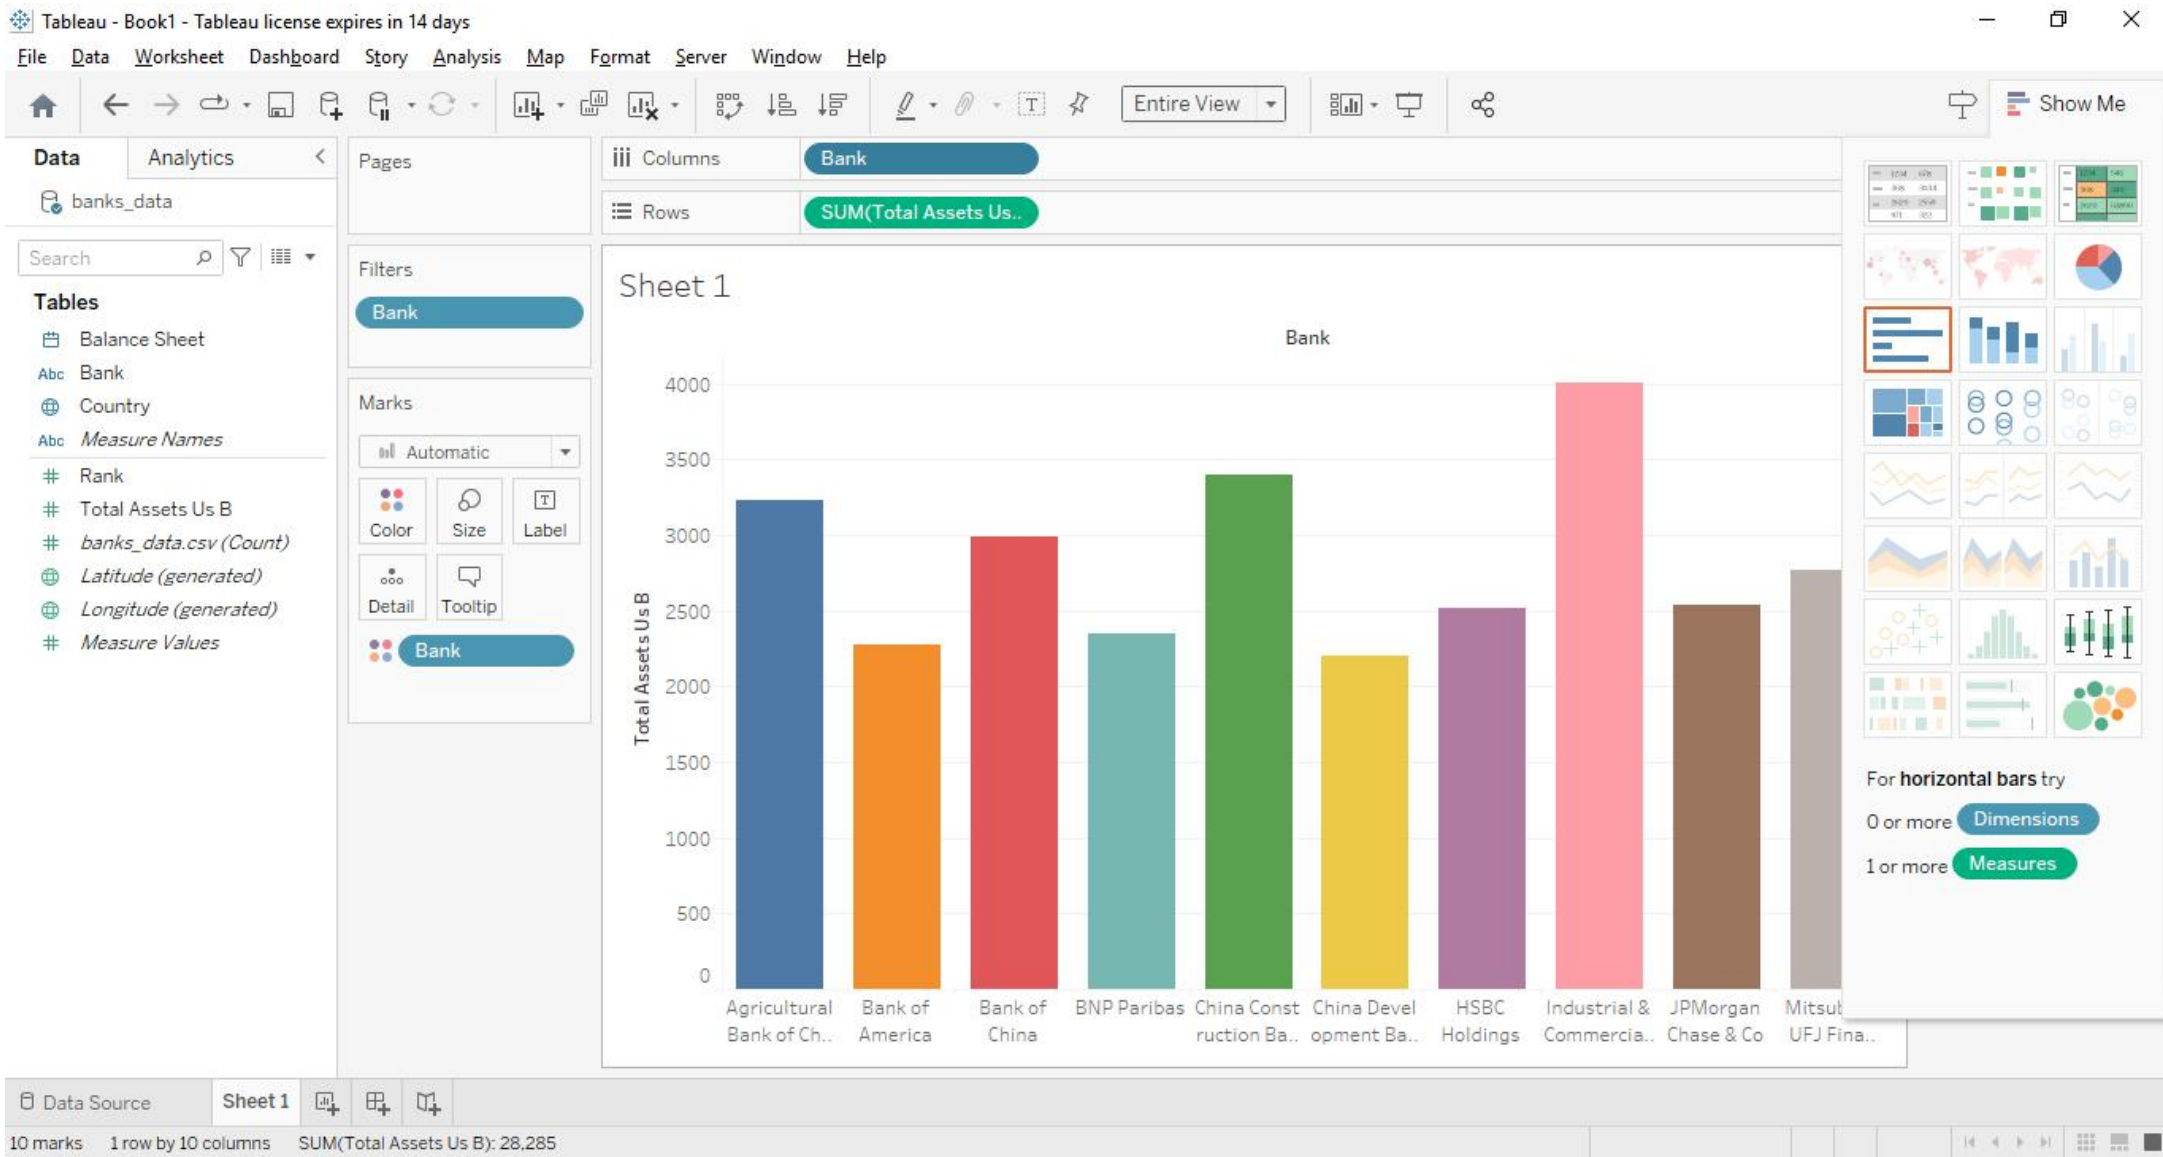 Tableau - Book1 - Tableau license expires in 14 days
File Data Worksheet Dashboard Story Analysis Map Format Server Window Help
Entire View
Show Me
Data Analytics
banks_data
Search
Tables
Balance Sheet
Abc Bank
Country
Abc Measure Names
Rank
Total Assets Us B
banks_data.csv (Count)
Latitude (generated)
Longitude (generated)
Measure Values
Pages
Filters
Bank
Marks
Automatic
Color Size Label
Detail Tooltip
Bank
Columns Bank
Rows SUM(Total Assets Us..
Sheet 1
Bank
Total Assets Us B
4000
3500
3000
2500
2000
1500
1000
500
0
Agricultural Bank of Bank of BNP Paribas China Const China Devel HSBC Industrial & JPMorgan
Bank of Ch.. America China ruction Ba.. opment Ba.. Holdings Commercia.. Chase & Co UFJ Fina..
For horizontal bars try
0 or more Dimensions
1 or more Measures
Data Source Sheet 1
10 marks 1 row by 10 columns SUM(Total Assets Us B): 28,285